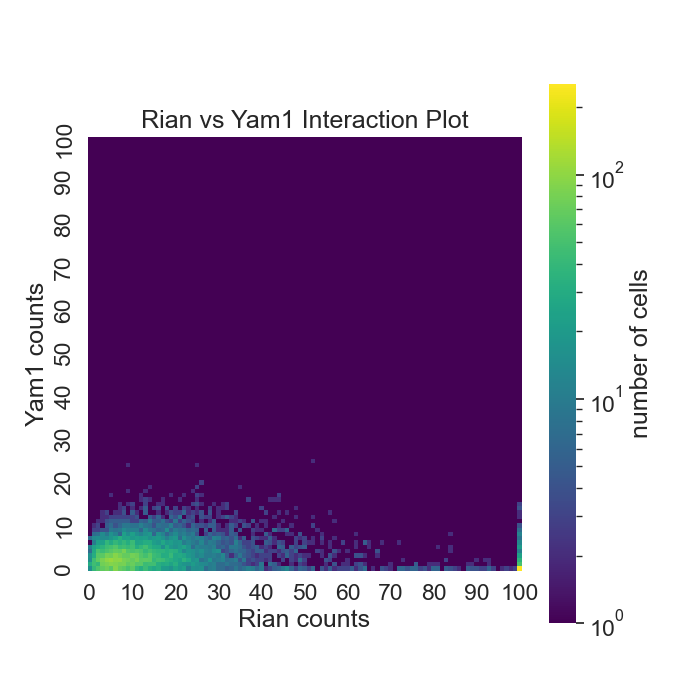 Rian vs Yam1 Interaction Plot
Yam1 counts
100
90
80
70
60
50
40
30
20
10
0
0 10 20 30 40 50 60 70 80 90 100
Rian counts
10²
10¹
10⁰
number of cells